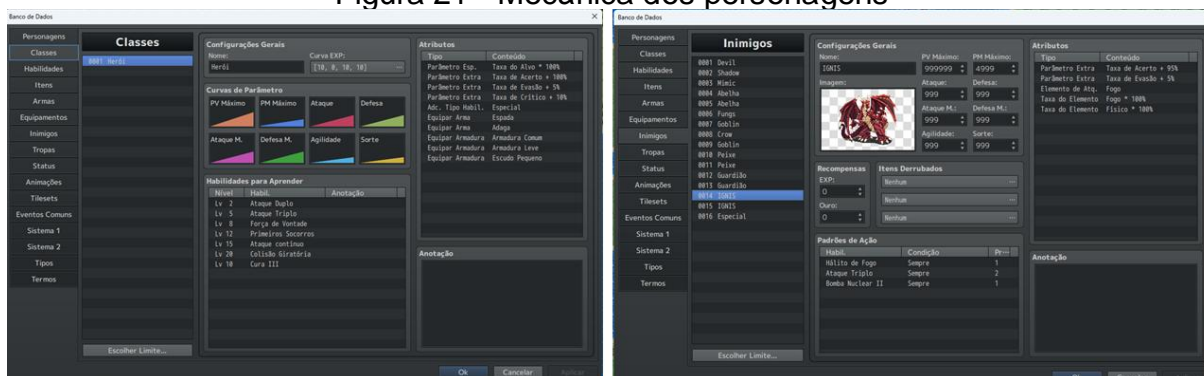 Figura 21 - Mecânica dos personagens
Banco de Dados
Personagens
Classes
Habilidades
Itens
Armas
Equipamentos
Inimigos
Tropas
Status
Animações
Tilesets
Eventos Comuns
Sistema 1
Sistema 2
Tipos
Termos
Classes
0001 Herói
Escolher Limite...
Configurações Gerais
Nome: Curva EXP:
Herói [10, 0, 10, 10]
Curvas de Parâmetro
PV Máximo PM Máximo Ataque Defesa
Ataque M. Defesa M. Agilidade Sorte
Habilidades para Aprender
Nível Habil. Anotação
Lv 2 Ataque Duplo
Lv 5 Ataque Triplo
Lv 8 Força de Vontade
Lv 12 Primeiros Socorros
Lv 15 Ataque contínuo
Lv 20 Colisão Giratória
Lv 10 Cura III
Atributos
Tipo Conteúdo
Parâmetro Esp… Taxa do Alvo * 100%
Parâmetro Extra Taxa de Acerto + 100%
Parâmetro Extra Taxa de Evasão + 5%
Parâmetro Extra Taxa de Crítico + 10%
Adc. Tipo Habil. Especial
Equipar Arma Espada
Equipar Arma Adaga
Equipar Armadura Armadura Comum
Equipar Armadura Armadura Leve
Equipar Armadura Escudo Pequeno
Anotação
Ok Cancelar Aplicar
Banco de Dados
Personagens
Classes
Habilidades
Itens
Armas
Equipamentos
Inimigos
Tropas
Status
Animações
Tilesets
Eventos Comuns
Sistema 1
Sistema 2
Tipos
Termos
Inimigos
0001 Devil
0002 Shadow
0003 Mimic
0004 Abelha
0005 Abelha
0006 Fungs
0007 Goblin
0008 Crow
0009 Goblin
0010 Peixe
0011 Peixe
0012 Guardião
0013 Guardião
0014 IGNIS
0015 IGNIS
0016 Especial
Escolher Limite...
Configurações Gerais
Nome: PV Máximo: PM Máximo:
IGNIS 999999 4999
Imagem: Ataque: Defesa:
999 999
Ataque M.: Defesa M.:
999 999
Agilidade: Sorte:
999 999
Recompensas
EXP:
0
Ouro:
0
Itens Derrubados
Nenhum
Nenhum
Nenhum
Padrões de Ação
Habil. Condição Pr…
Hálito de Fogo Sempre 1
Ataque Triplo Sempre 2
Bomba Nuclear II Sempre 1
Atributos
Tipo Conteúdo
Parâmetro Extra Taxa de Acerto + 95%
Parâmetro Extra Taxa de Evasão + 5%
Elemento de Atq. Fogo
Taxa do Elemento Fogo * 100%
Taxa do Elemento Físico * 100%
Anotação